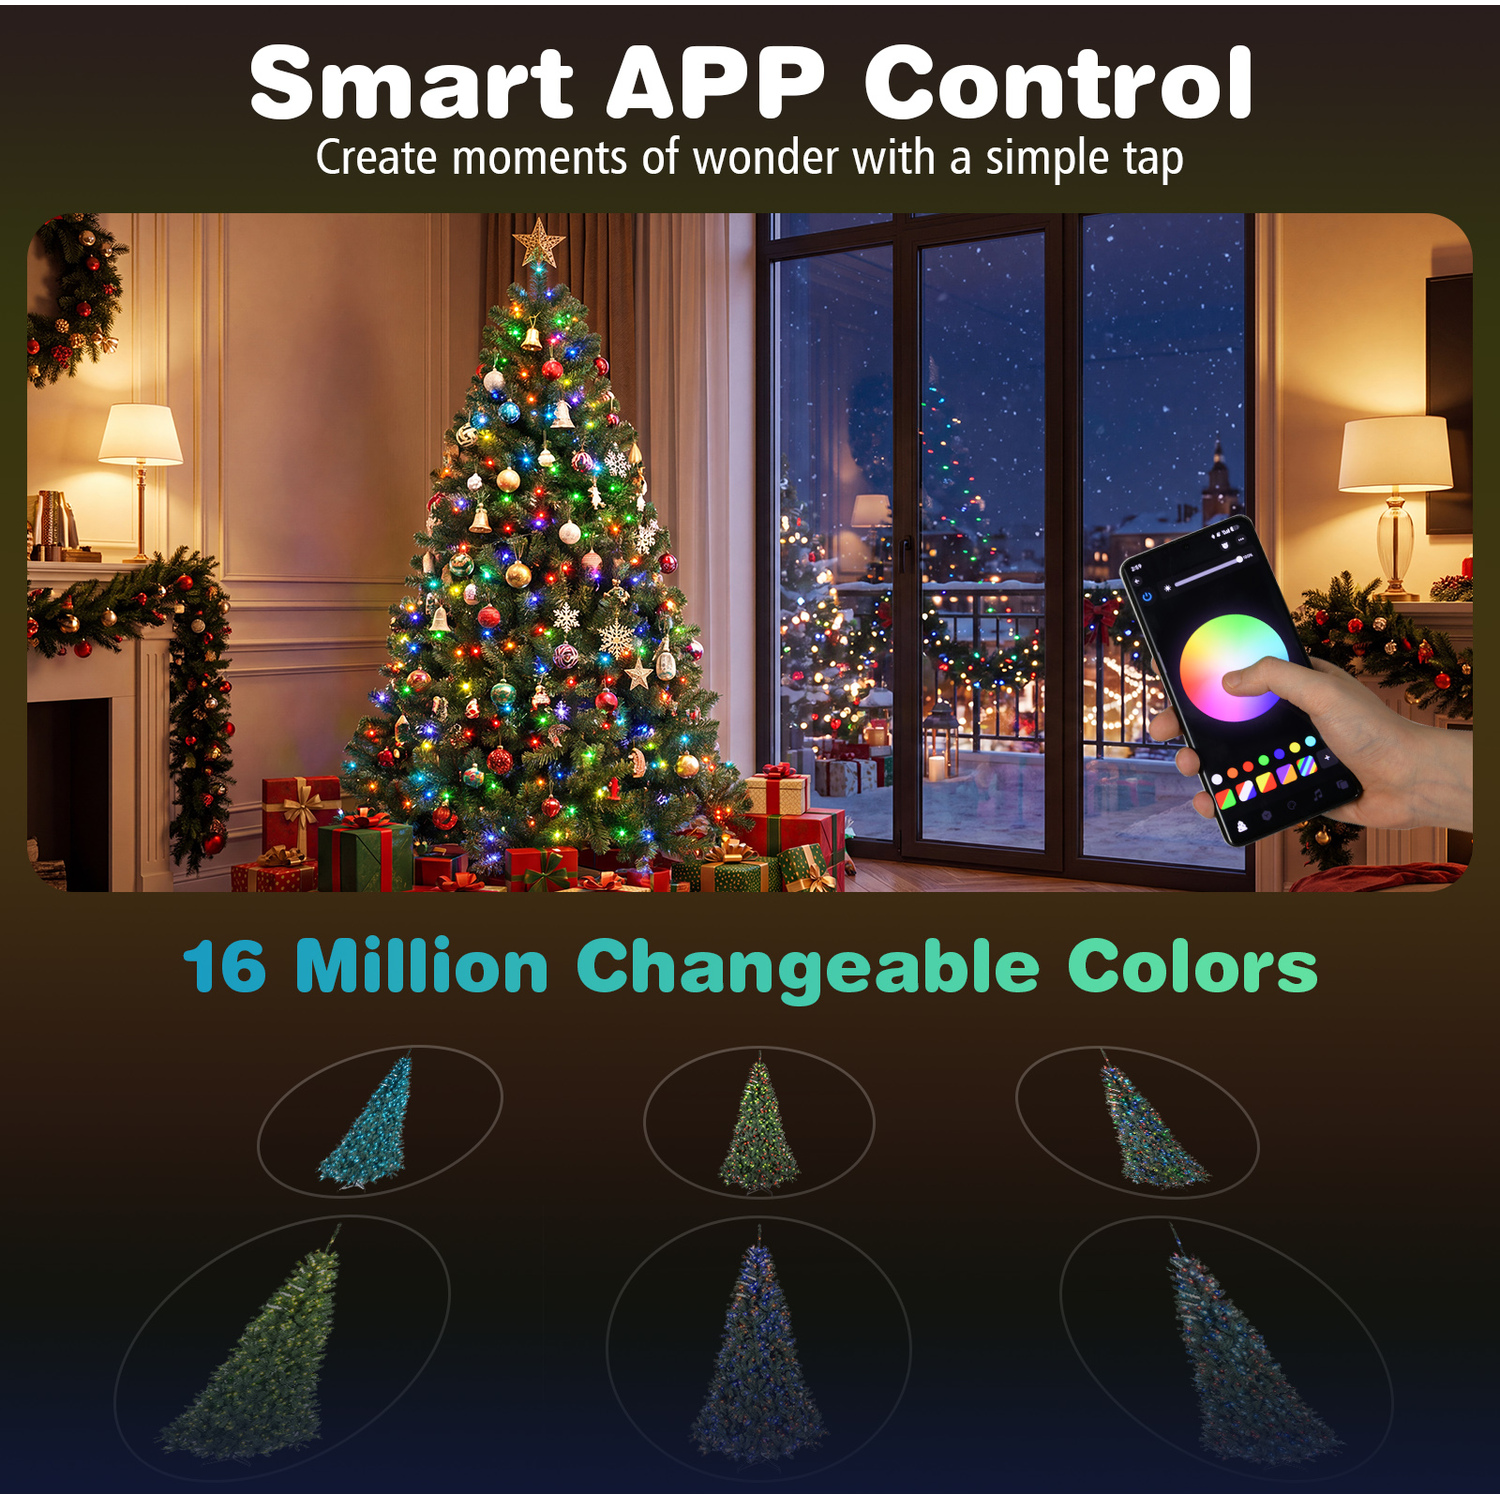 Smart APP Control
Create moments of wonder with a simple tap
16 Million Changeable Colors